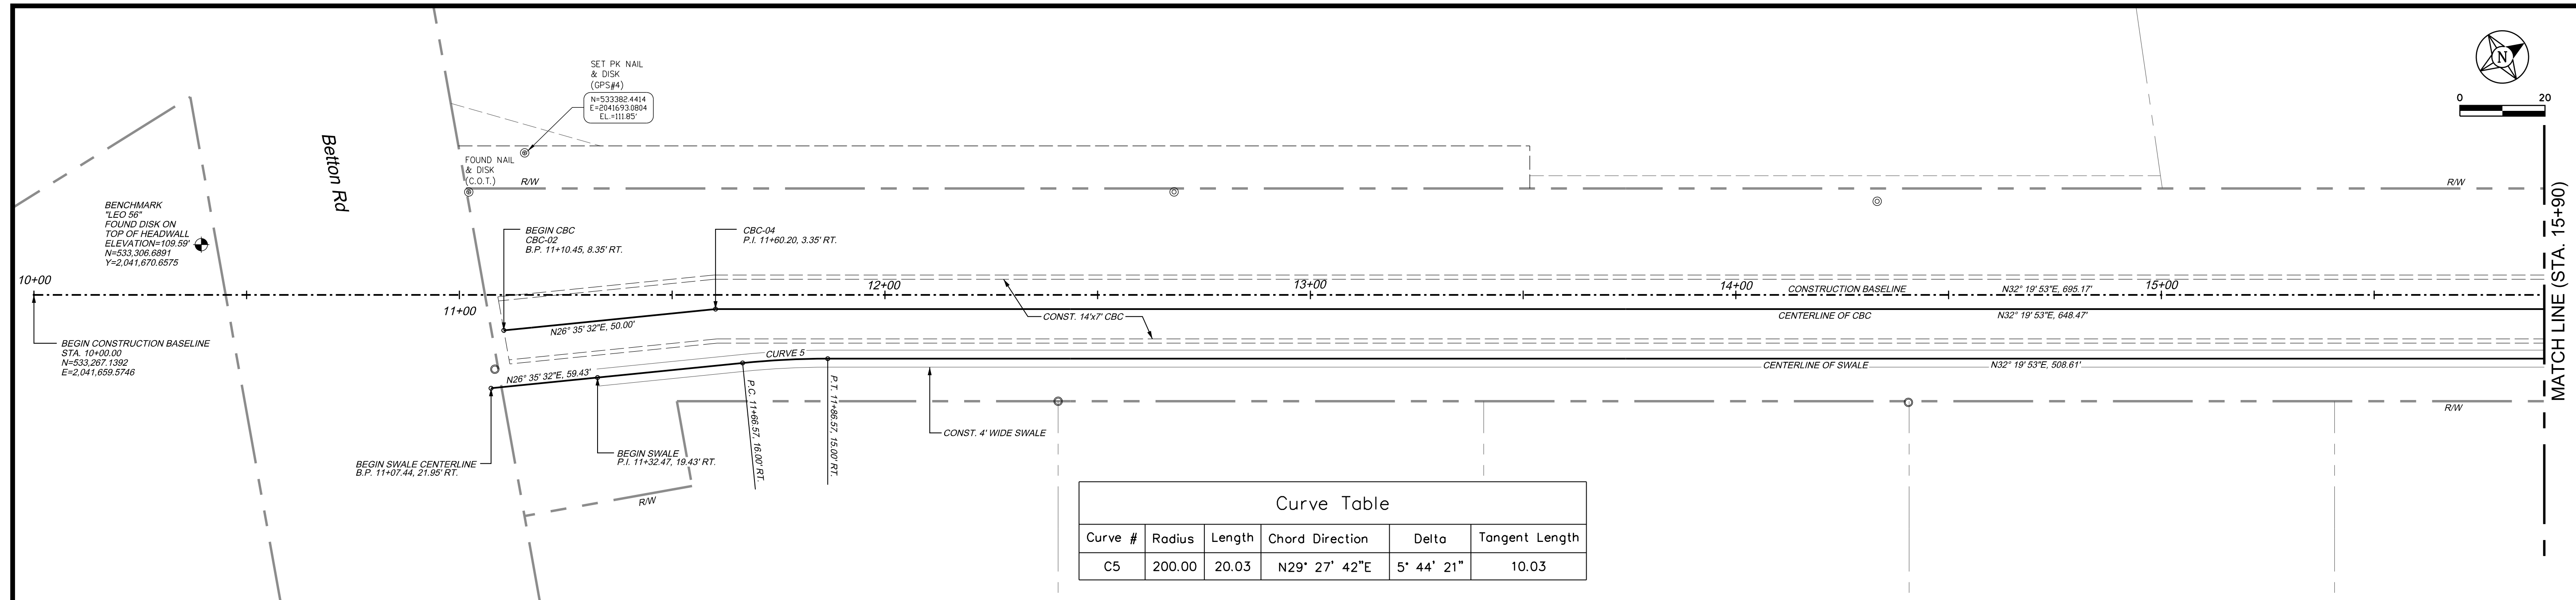 SET PK NAIL
& DISK
(GPS#4)
N=533382.4414
E=2041693.0804
EL.=111.85'
N
0 20
Betton Rd
FOUND NAIL
& DISK
(C.O.T.)
R/W
R/W
BENCHMARK
"LEO 56"
FOUND DISK ON
TOP OF HEADWALL
ELEVATION=109.59'
N=533,306.6891
Y=2,041,670.6575
BEGIN CBC
CBC-02
B.P. 11+10.45, 8.35' RT.
CBC-04
P.I. 11+60.20, 3.35' RT.
MATCH LINE (STA. 15+90)
10+00
11+00
12+00
13+00
14+00
15+00
CONSTRUCTION BASELINE
N32° 19' 53"E, 695.17'
BEGIN CONSTRUCTION BASELINE
STA. 10+00.00
N=533,267.1392
E=2,041,659.5746
N26° 35' 32"E, 50.00'
CONST. 14'x7' CBC
CENTERLINE OF CBC
N32° 19' 53"E, 648.47'
CURVE 5
N26° 35' 32"E, 59.43'
CENTERLINE OF SWALE
N32° 19' 53"E, 508.61'
P.C. 11+66.57, 16.00' RT.
P.T. 11+86.57, 15.00' RT.
R/W
CONST. 4' WIDE SWALE
BEGIN SWALE
P.I. 11+32.47, 19.43' RT.
BEGIN SWALE CENTERLINE
B.P. 11+07.44, 21.95' RT.
R/W
Curve Table
Curve # Radius Length Chord Direction Delta Tangent Length
C5 200.00 20.03 N29° 27' 42"E 5° 44' 21" 10.03